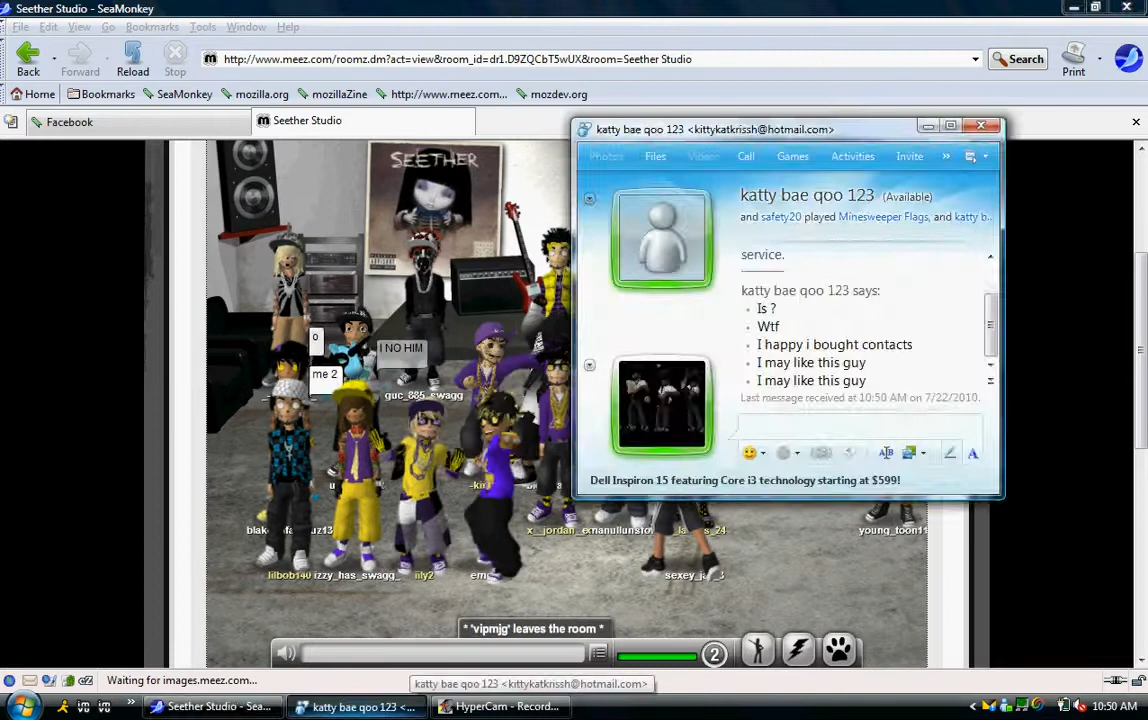 Seether Studio - SeaMonkey
File Edit View Go Bookmarks Tools Window Help
Back Forward Reload Stop
http://www.meez.com/roomz.dm?act=view&room_id=dr1.D9ZQCbT5wUX&room=Seether Studio
Search Print
Home Bookmarks SeaMonkey mozilla.org mozillaZine http://www.meez.com... mozdev.org
Facebook
Seether Studio
katty bae qoo 123 <kittykatkrissh@hotmail.com>
Photos Files Video Call Games Activities Invite »
katty bae qoo 123 (Available)
and safety20 played Minesweeper Flags, and katty b..
service.
katty bae qoo 123 says:
Is ?
Wtf
I happy i bought contacts
I may like this guy
I may like this guy
Last message received at 10:50 AM on 7/22/2010.
Dell Inspiron 15 featuring Core i3 technology starting at $599!
SEETHER
o
I NO HIM
me 2
guc_885_swagg
x__jordan_
_24
young_toon11
lilbob140 izzy_has_swagg_ iily2
sexey_
* 'vipmjg' leaves the room *
2
Waiting for images.meez.com...
katty bae qoo 123 <kittykatkrissh@hotmail.com>
Seether Studio - Sea...
katty bae qoo 123 <...
HyperCam - Record...
10:50 AM